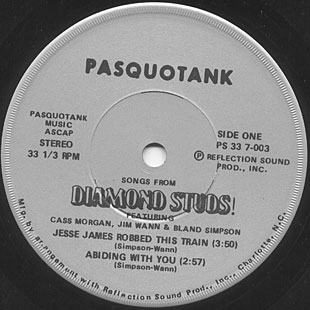 PASQUOTANK
PASQUOTANK
MUSIC
ASCAP
STEREO
33 1/3 RPM
SIDE ONE
PS 33 7-003
Ⓟ REFLECTION SOUND
PROD., INC.
SONGS FROM
DIAMOND STUDS!
FEATURING
CASS MORGAN, JIM WANN & BLAND SIMPSON
JESSE JAMES ROBBED THIS TRAIN (3:50)
(Simpson-Wann)
ABIDING WITH YOU (2:57)
(Simpson-Wann)
Mfg. by arrangement with Reflection Sound Prod., Inc., Charlotte, N.C.